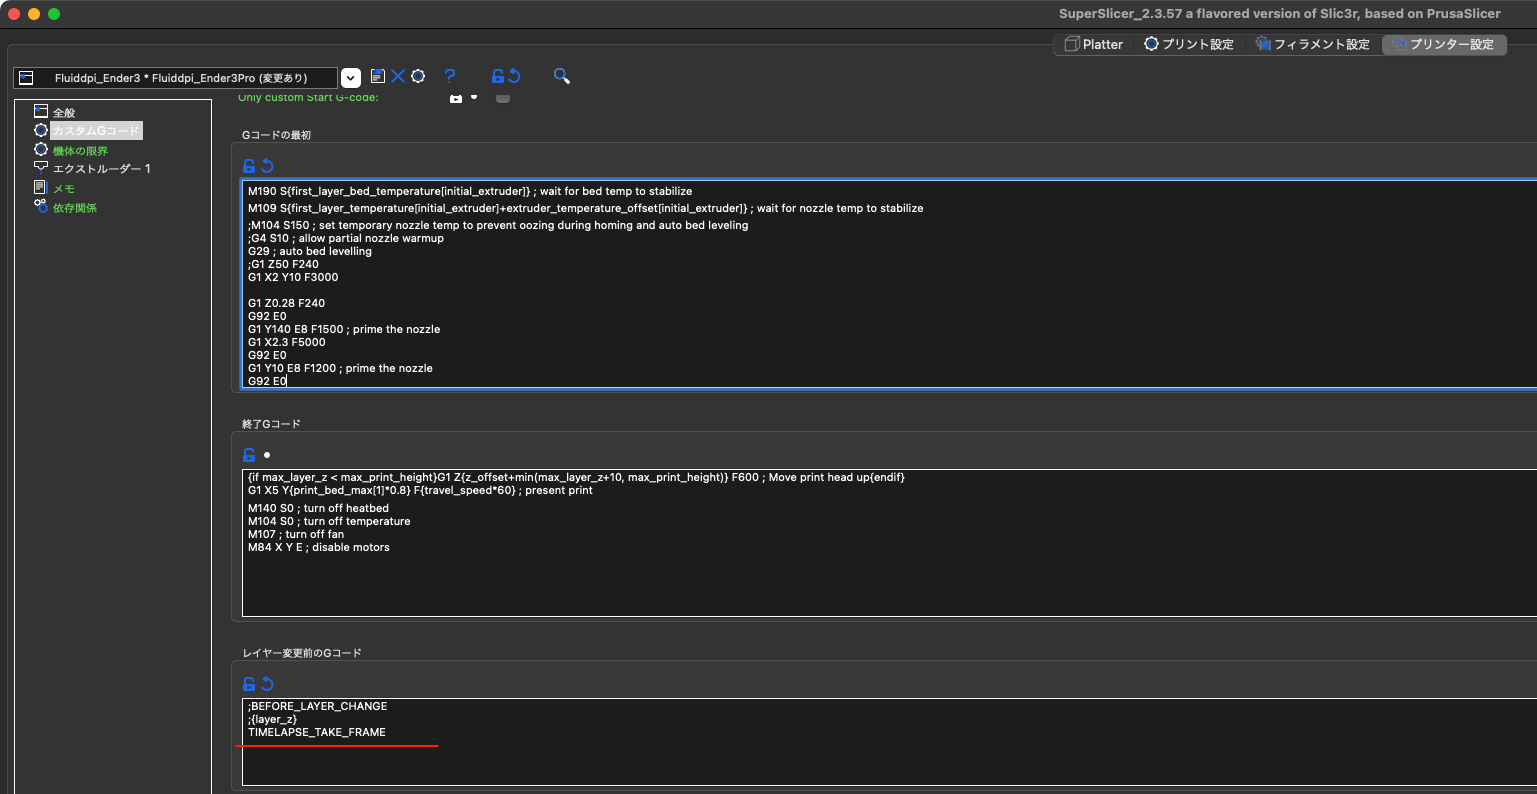 SuperSlicer_2.3.57 a flavored version of Slic3r, based on PrusaSlicer
Platter プリント設定 フィラメント設定 プリンター設定
Fluiddpi_Ender3 * Fluiddpi_Ender3Pro (変更あり)
全般
カスタムGコード
機体の限界
エクストルーダー 1
メモ
依存関係
Only custom Start G-code:
Gコードの最初
M190 S{first_layer_bed_temperature[initial_extruder]} ; wait for bed temp to stabilize
M109 S{first_layer_temperature[initial_extruder]+extruder_temperature_offset[initial_extruder]} ; wait for nozzle temp to stabilize
;M104 S150 ; set temporary nozzle temp to prevent oozing during homing and auto bed leveling
;G4 S10 ; allow partial nozzle warmup
G29 ; auto bed levelling
;G1 Z50 F240
G1 X2 Y10 F3000
G1 Z0.28 F240
G92 E0
G1 Y140 E8 F1500 ; prime the nozzle
G1 X2.3 F5000
G92 E0
G1 Y10 E8 F1200 ; prime the nozzle
G92 E0
終了Gコード
{if max_layer_z < max_print_height}G1 Z{z_offset+min(max_layer_z+10, max_print_height)} F600 ; Move print head up{endif}
G1 X5 Y{print_bed_max[1]*0.8} F{travel_speed*60} ; present print
M140 S0 ; turn off heatbed
M104 S0 ; turn off temperature
M107 ; turn off fan
M84 X Y E ; disable motors
レイヤー変更前のGコード
;BEFORE_LAYER_CHANGE
;{layer_z}
TIMELAPSE_TAKE_FRAME